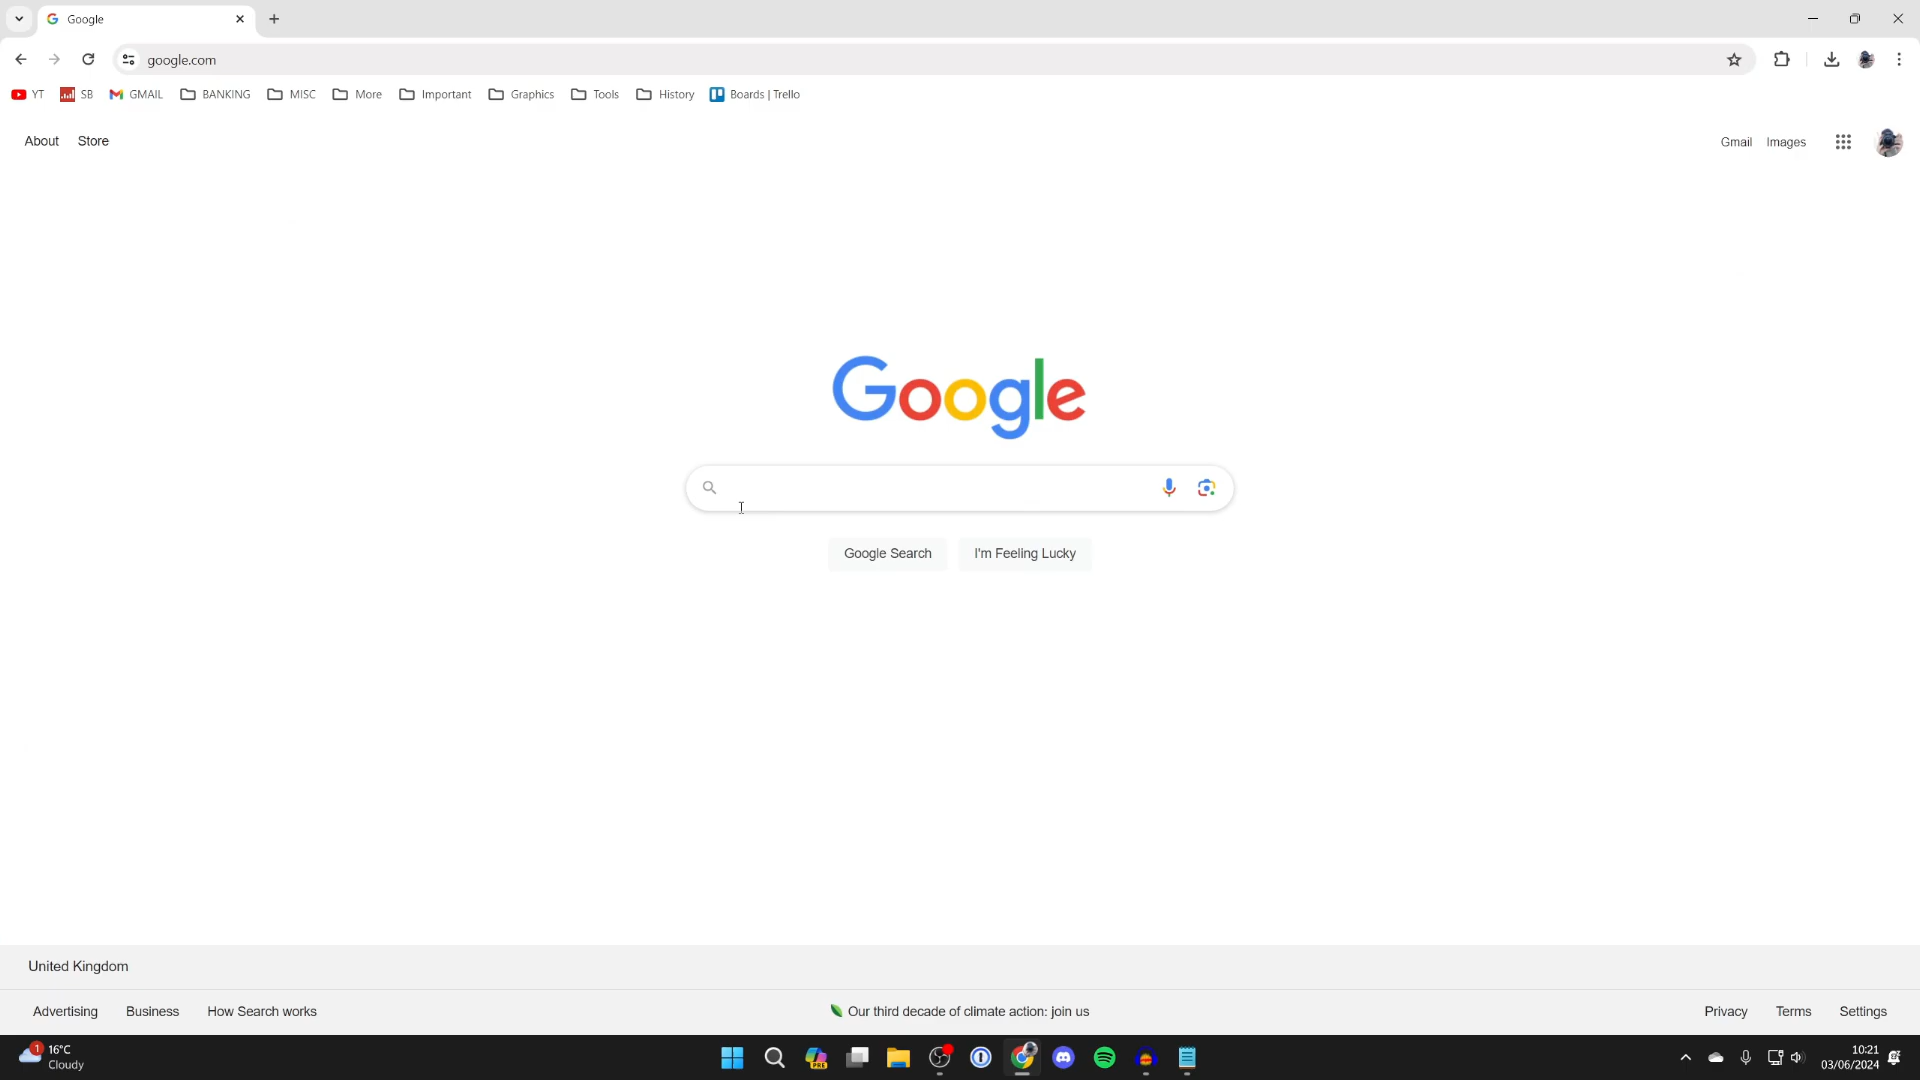 Google
google.com
YT SB GMAIL BANKING MISC More Important Graphics Tools History Boards | Trello
About Store Gmail Images
Google
Google Search I'm Feeling Lucky
United Kingdom
Advertising Business How Search works Our third decade of climate action: join us Privacy Terms Settings
1 16°C PRE 10:21
Cloudy 03/06/2024